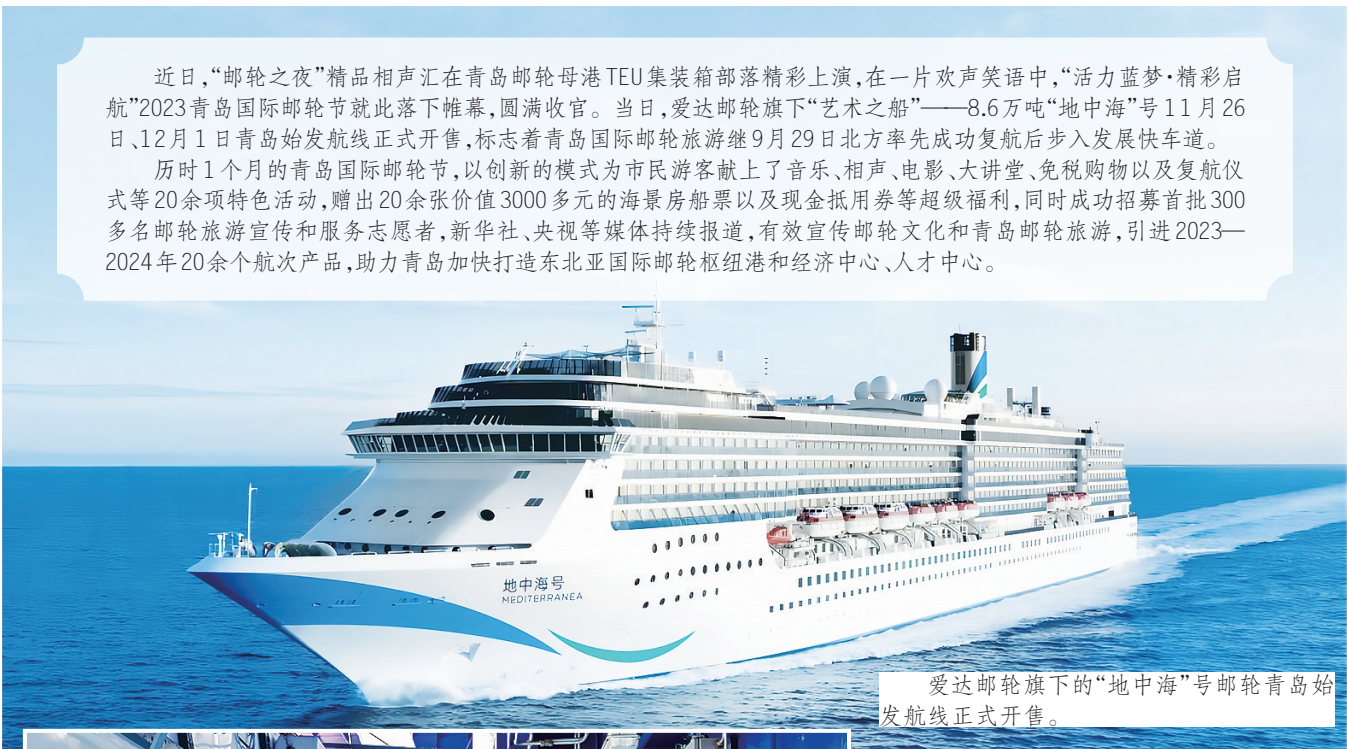 近日,“邮轮之夜”精品相声汇在青岛邮轮母港TEU集装箱部落精彩上演,在一片欢声笑语中,“活力蓝梦·精彩启
航”2023青岛国际邮轮节就此落下帷幕,圆满收官。当日,爱达邮轮旗下“艺术之船”——8.6万吨“地中海”号11月26
日、12月1日青岛始发航线正式开售,标志着青岛国际邮轮旅游继9月29日北方率先成功复航后步入发展快车道。
历时1个月的青岛国际邮轮节,以创新的模式为市民游客献上了音乐、相声、电影、大讲堂、免税购物以及复航仪
式等20余项特色活动,赠出20余张价值3000多元的海景房船票以及现金抵用券等超级福利,同时成功招募首批300
多名邮轮旅游宣传和服务志愿者,新华社、央视等媒体持续报道,有效宣传邮轮文化和青岛邮轮旅游,引进2023—
2024年20余个航次产品,助力青岛加快打造东北亚国际邮轮枢纽港和经济中心、人才中心。
地中海号
MEDITERRANEA
爱达邮轮旗下的“地中海”号邮轮青岛始
发航线正式开售。